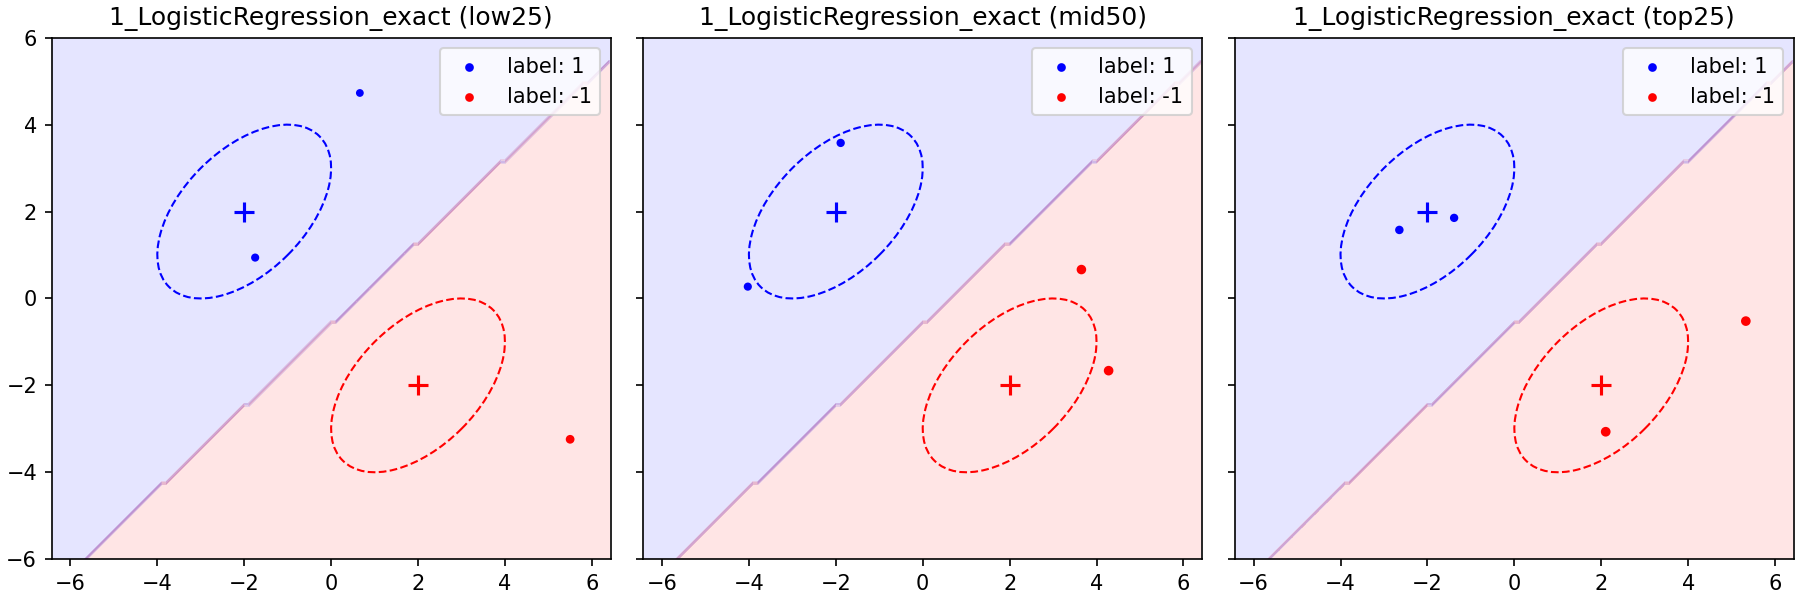 1_LogisticRegression_exact (low25)
1_LogisticRegression_exact (mid50)
1_LogisticRegression_exact (top25)
label: 1
label: -1
label: 1
label: -1
label: 1
label: -1
6
4
2
0
−2
−4
−6
−6 −4 −2 0 2 4 6
−6 −4 −2 0 2 4 6
−6 −4 −2 0 2 4 6